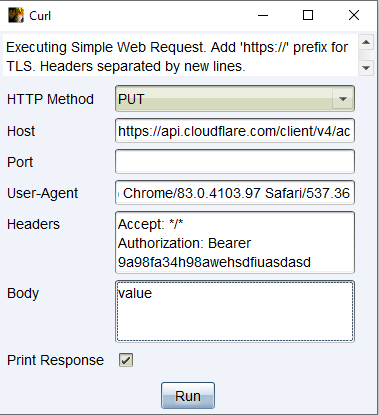 Curl
Executing Simple Web Request. Add 'https://' prefix for
TLS. Headers separated by new lines.
HTTP Method PUT
Host https://api.cloudflare.com/client/v4/ac
Port
User-Agent Chrome/83.0.4103.97 Safari/537.36
Headers Accept: */*
Authorization: Bearer
9a98fa34h98awehsdfiuasdasd
Body value
Print Response
Run